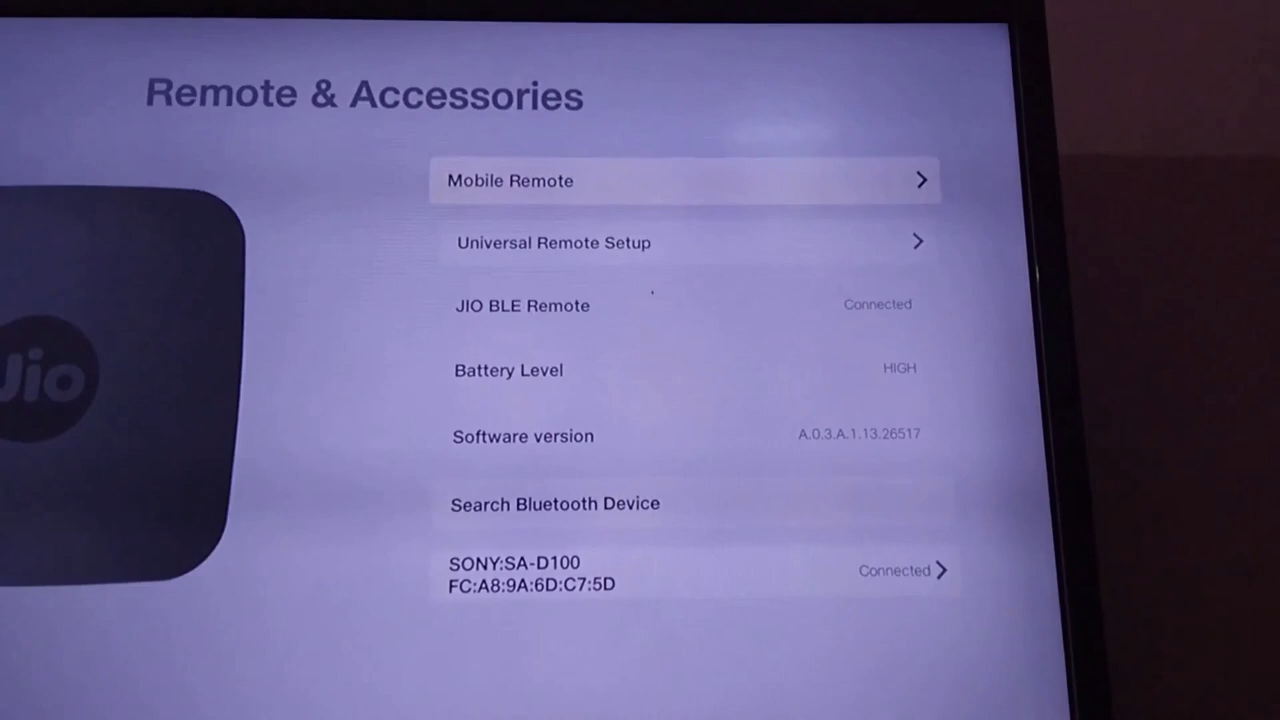 Remote & Accessories
Mobile Remote
Universal Remote Setup
JIO BLE Remote Connected
Battery Level HIGH
Software version A.0.3.A.1.13.26517
Search Bluetooth Device
SONY:SA-D100
FC:A8:9A:6D:C7:5D Connected
Jio